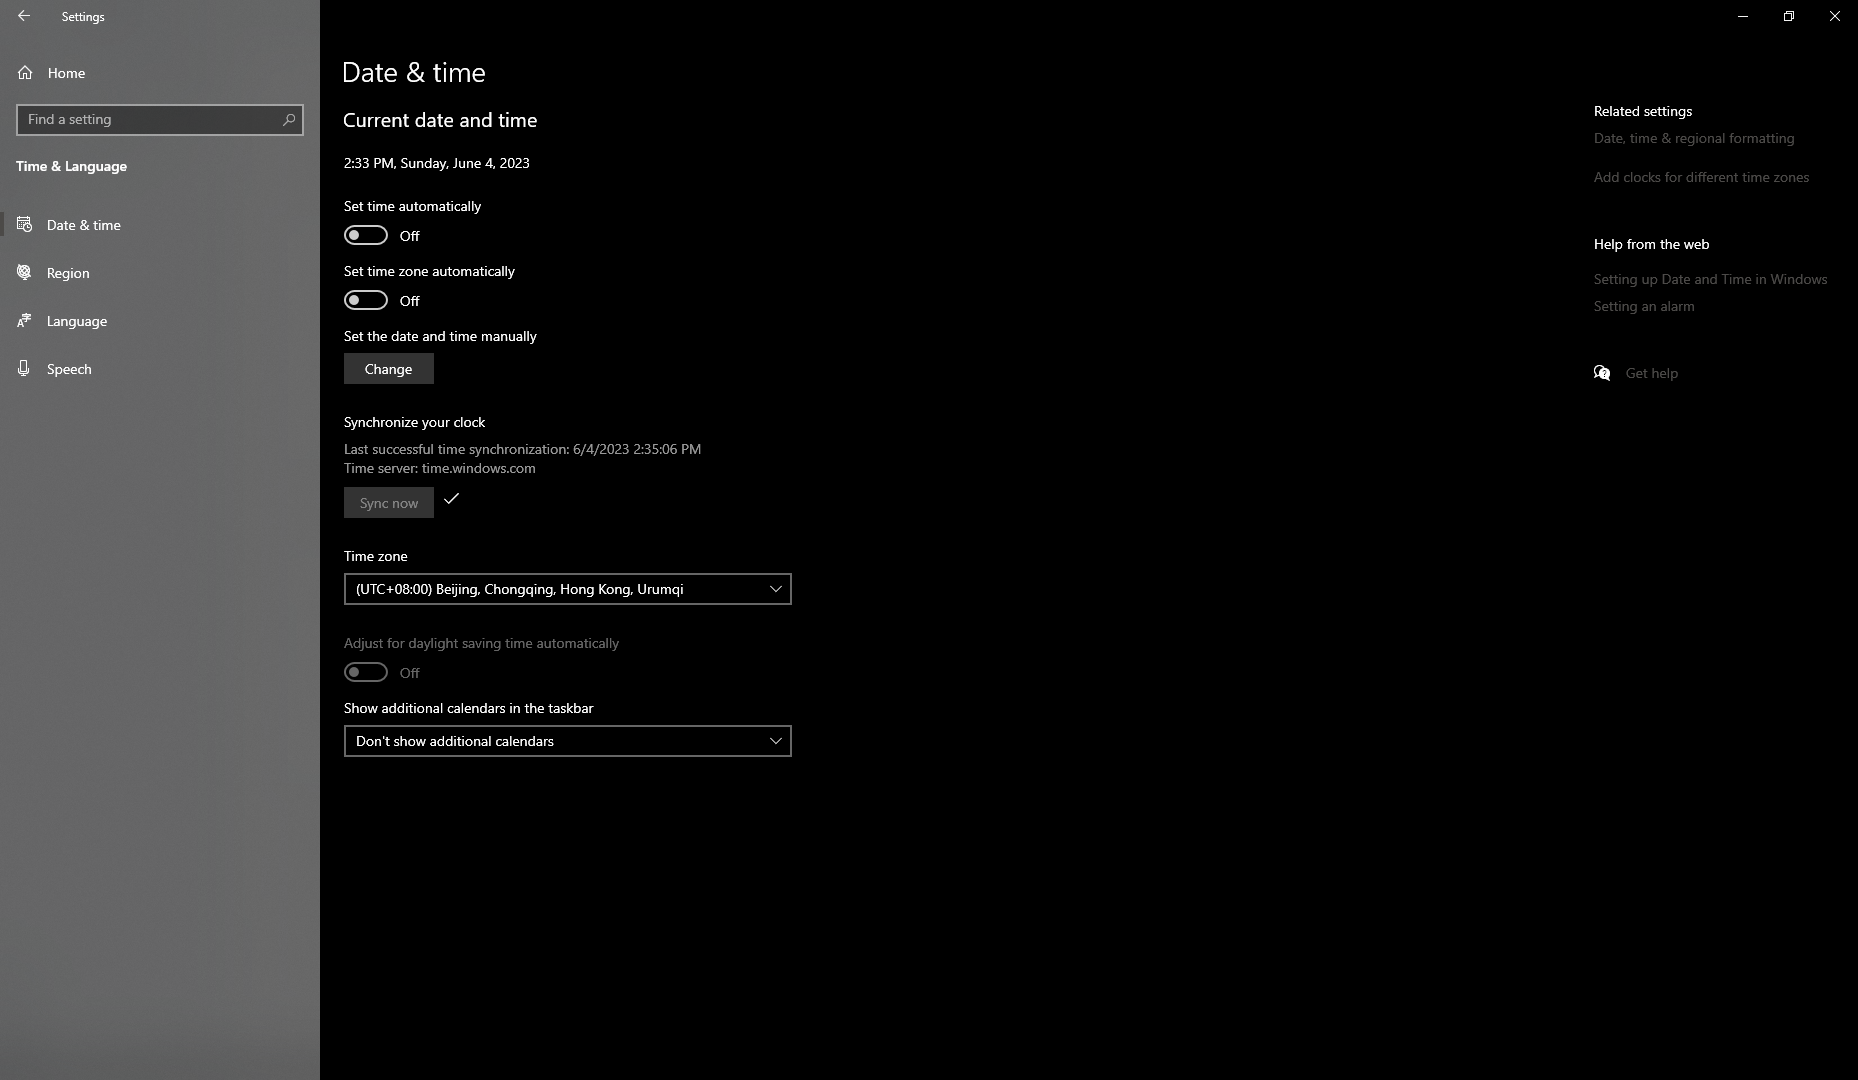 Settings
Home
Find a setting
Time & Language
Date & time
Region
Language
Speech
Date & time
Current date and time
2:33 PM, Sunday, June 4, 2023
Set time automatically
Off
Set time zone automatically
Off
Set the date and time manually
Change
Synchronize your clock
Last successful time synchronization: 6/4/2023 2:35:06 PM
Time server: time.windows.com
Sync now
Time zone
(UTC+08:00) Beijing, Chongqing, Hong Kong, Urumqi
Adjust for daylight saving time automatically
Off
Show additional calendars in the taskbar
Don't show additional calendars
Related settings
Date, time & regional formatting
Add clocks for different time zones
Help from the web
Setting up Date and Time in Windows
Setting an alarm
Get help